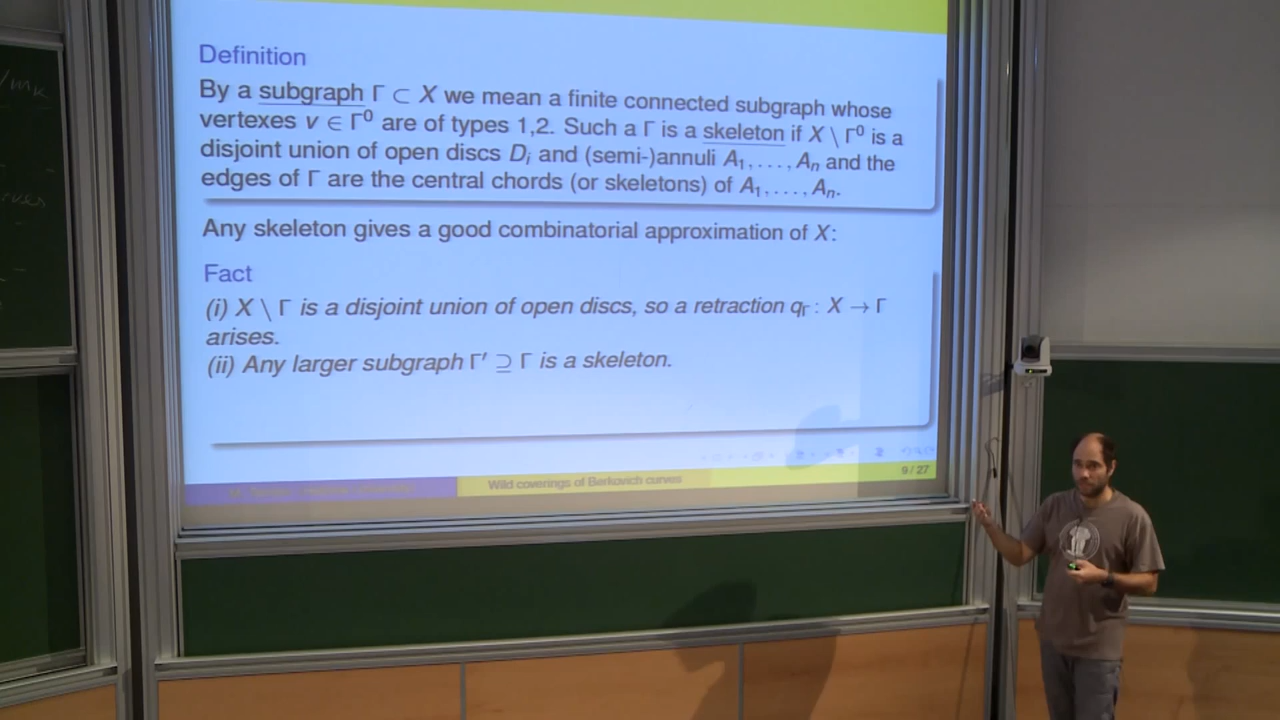 Definition
By a subgraph Γ ⊂ X we mean a finite connected subgraph whose
vertexes v ∈ Γ⁰ are of types 1,2. Such a Γ is a skeleton if X \ Γ⁰ is a
disjoint union of open discs Dᵢ and (semi-)annuli A₁, . . . , Aₙ and the
edges of Γ are the central chords (or skeletons) of A₁, . . . , Aₙ.
Any skeleton gives a good combinatorial approximation of X:
Fact
(i) X \ Γ is a disjoint union of open discs, so a retraction q_Γ : X → Γ
arises.
(ii) Any larger subgraph Γ′ ⊇ Γ is a skeleton.
Wild coverings of Berkovich curves
9 / 27